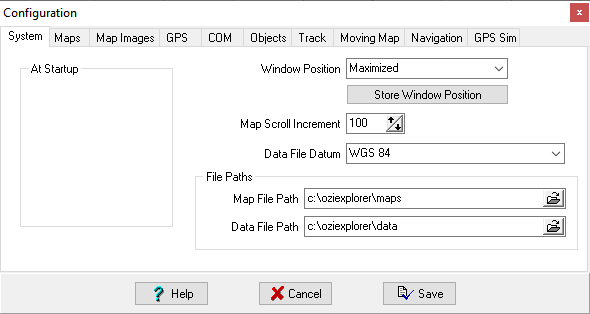 Configuration
System Maps Map Images GPS COM Objects Track Moving Map Navigation GPS Sim
At Startup
Window Position Maximized
Store Window Position
Map Scroll Increment 100
Data File Datum WGS 84
File Paths
Map File Path c:\oziexplorer\maps
Data File Path c:\oziexplorer\data
Help Cancel Save